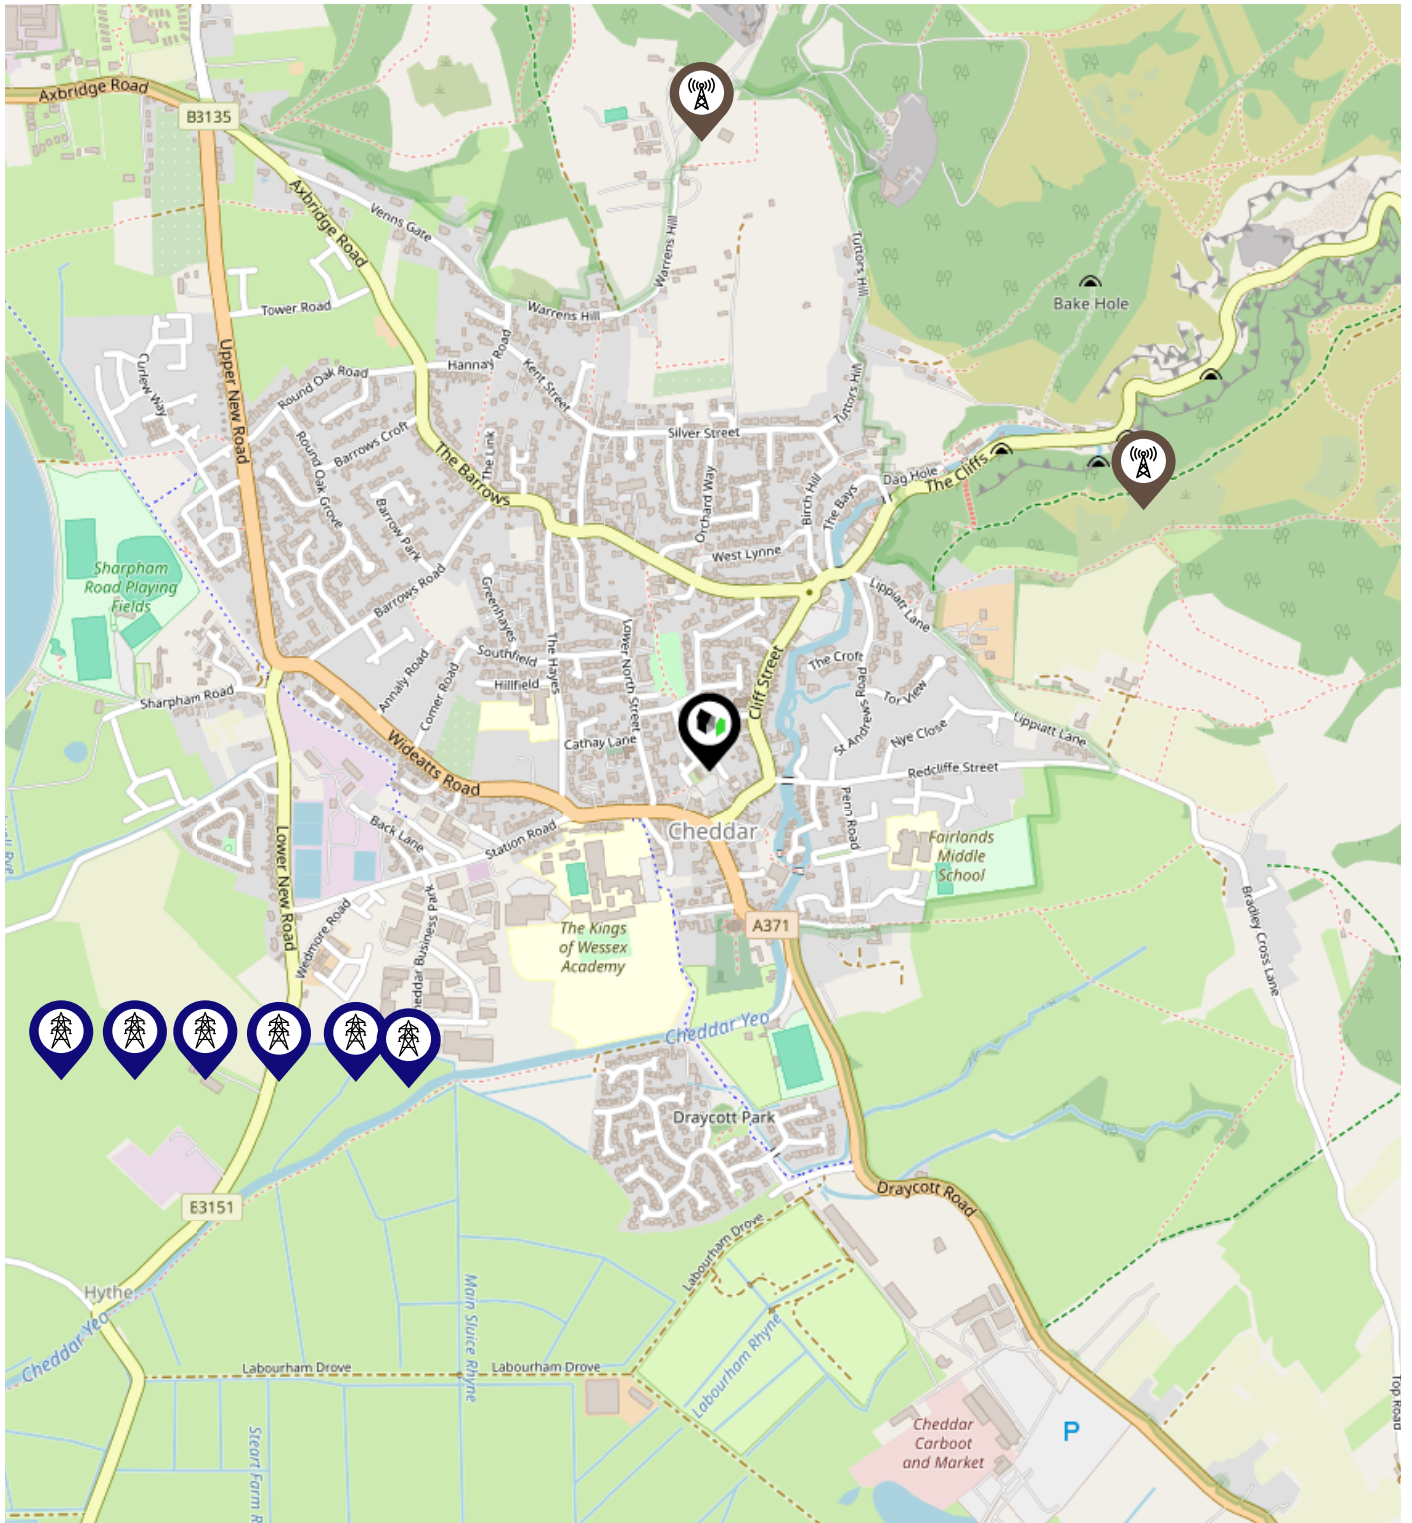 Axbridge Road
B3135
Axbridge Road
Venns Gate
Warrens Hill
Tuttors Hill
Tower Road
Warrens Hill
Bake Hole
Upper New Road
Curlew Way
Round Oak Road
Hannay Road
Kent Street
Tuttors Hill
Barrows Croft
Silver Street
The Link
The Barrows
Round Oak Grove
Orchard Way
Birch Hill
The Bays
Dag Hole
The Cliffs
Barrow Park
West Lynne
Sharpham
Road Playing
Fields
Barrows Road
Greenhayes
Lippiatt Lane
Southfield
The Hayes
Lower North Street
Cliff Street
The Croft
Annaly Road
Comer Road
Hillfield
St Andrews Road
Tor View
Sharpham Road
Cathay Lane
Nye Close
Lippiatt Lane
Wideatts Road
Redcliffe Street
Back Lane
Station Road
Cheddar
Penn Road
Fairlands
Middle
School
Lower New Road
Wedmore Road
The Kings
of Wessex
Academy
A371
Bradley Cross Lane
Cheddar Yeo
Draycott Park
B3151
Draycott Road
Labourham Drove
Hythe
Cheddar Yeo
Main Sluice Rhyne
Labourham Drove
Labourham Drove
Labourham Rhyne
Top Road
Steart Farm R
Cheddar
Carboot
and Market
P